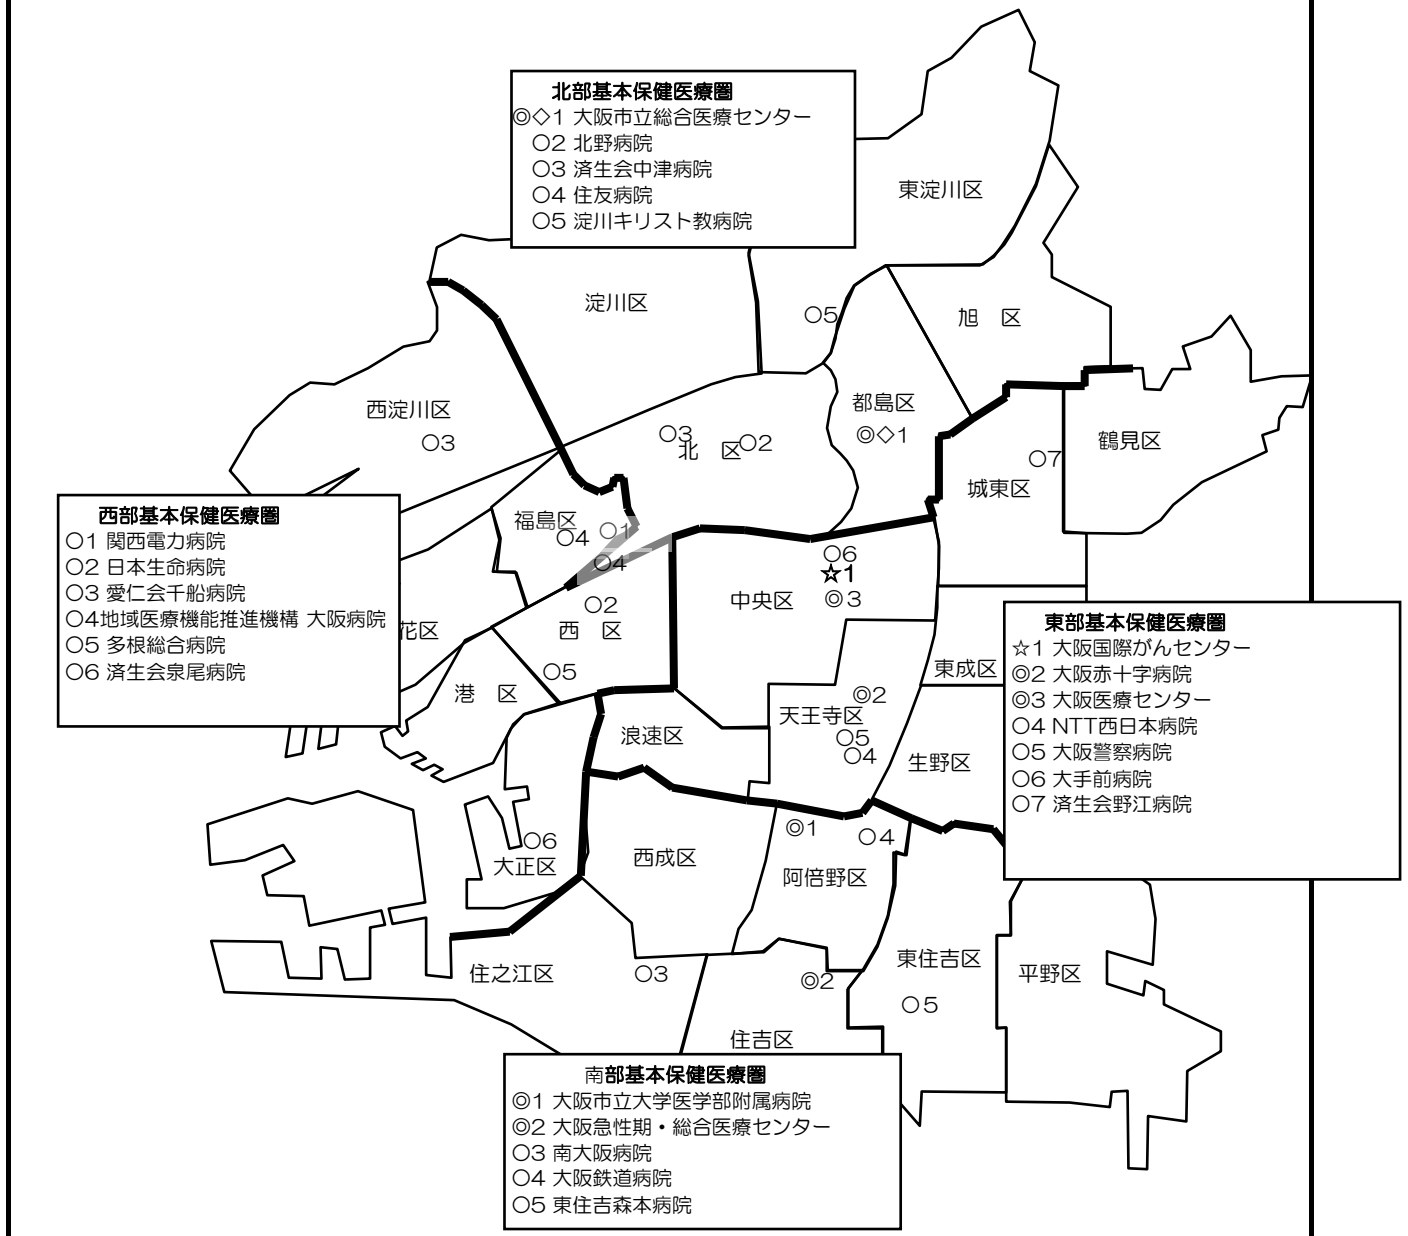 北部基本保健医療圏
◎◇1 大阪市立総合医療センター
○2 北野病院
○3 済生会中津病院
○4 住友病院
○5 淀川キリスト教病院
東淀川区
淀川区
○5
旭　区
西淀川区
○3
都島区
◎◇1
○3
北　区
○2
鶴見区
○7
城東区
西部基本保健医療圏
○1 関西電力病院
○2 日本生命病院
○3 愛仁会千船病院
○4地域医療機能推進機構 大阪病院
○5 多根総合病院
○6 済生会泉尾病院
福島区
○4
○1
○4
○6
☆1
◎3
中央区
○2
西　区
○5
花区
港　区
東部基本保健医療圏
☆1 大阪国際がんセンター
◎2 大阪赤十字病院
◎3 大阪医療センター
○4 NTT西日本病院
○5 大阪警察病院
○6 大手前病院
○7 済生会野江病院
東成区
◎2
天王寺区
○5
○4
浪速区
生野区
○6
大正区
西成区
◎1
○4
阿倍野区
住之江区
○3
◎2
東住吉区
○5
平野区
住吉区
南部基本保健医療圏
◎1 大阪市立大学医学部附属病院
◎2 大阪急性期・総合医療センター
○3 南大阪病院
○4 大阪鉄道病院
○5 東住吉森本病院